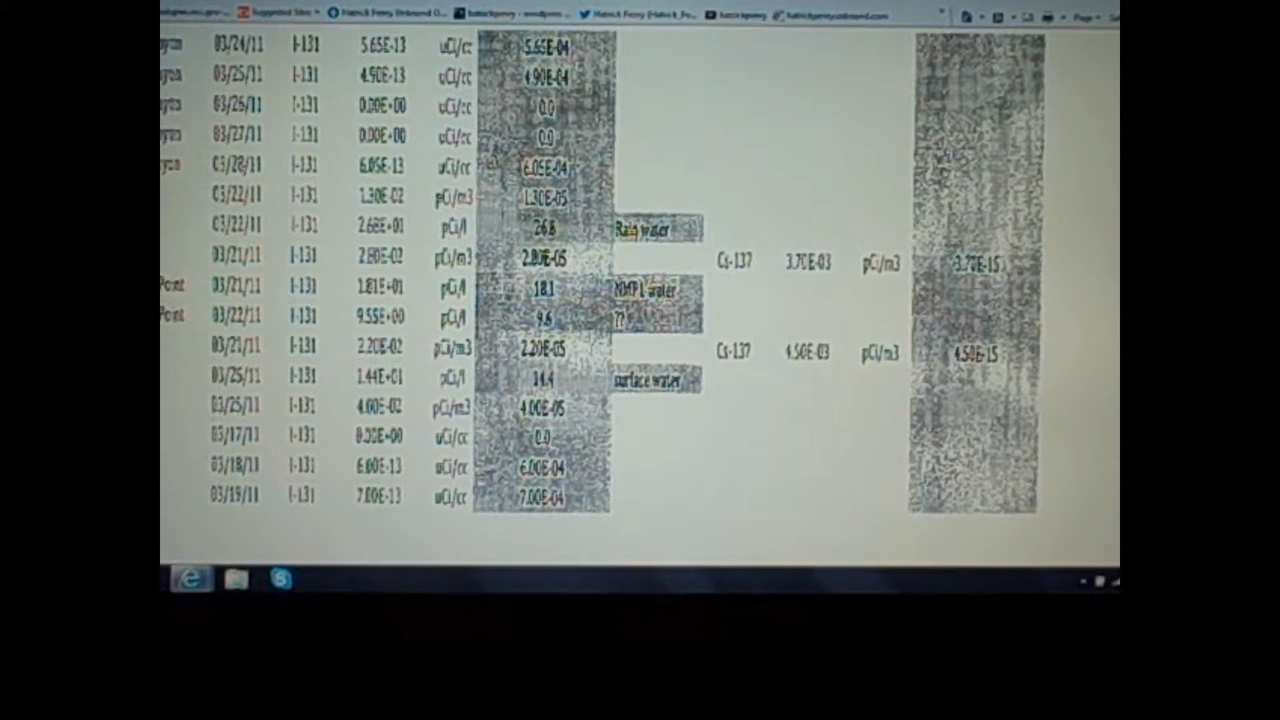 Suggested Sites
Page
03/24/11 I-131 5.65E-13 uCi/cc 5.65E-04
03/25/11 I-131 4.90E-13 uCi/cc 4.90E-04
03/26/11 I-131 0.00E+00 uCi/cc 0.0
03/27/11 I-131 0.00E+00 uCi/cc 0.0
03/28/11 I-131 6.05E-13 uCi/cc 6.05E-04
03/22/11 I-131 1.30E-02 pCi/m3 1.30E-05
03/22/11 I-131 2.68E+01 pCi/l 26.8 Rain water
03/21/11 I-131 2.80E-02 pCi/m3 2.80E-05 Cs-137 3.70E-03 pCi/m3 3.70E-15
Point 03/21/11 I-131 1.81E+01 pCi/l 18.1 NMP1 water
Point 03/22/11 I-131 9.55E+00 pCi/l 9.6 ??
03/21/11 I-131 2.20E-02 pCi/m3 2.20E-05 Cs-137 4.50E-03 pCi/m3 4.50E-15
03/25/11 I-131 1.44E+01 pCi/l 14.4 surface water
03/25/11 I-131 4.00E-02 pCi/m3 4.00E-05
03/17/11 I-131 0.00E+00 uCi/cc 0.0
03/18/11 I-131 6.00E-13 uCi/cc 6.00E-04
03/19/11 I-131 7.00E-13 uCi/cc 7.00E-04